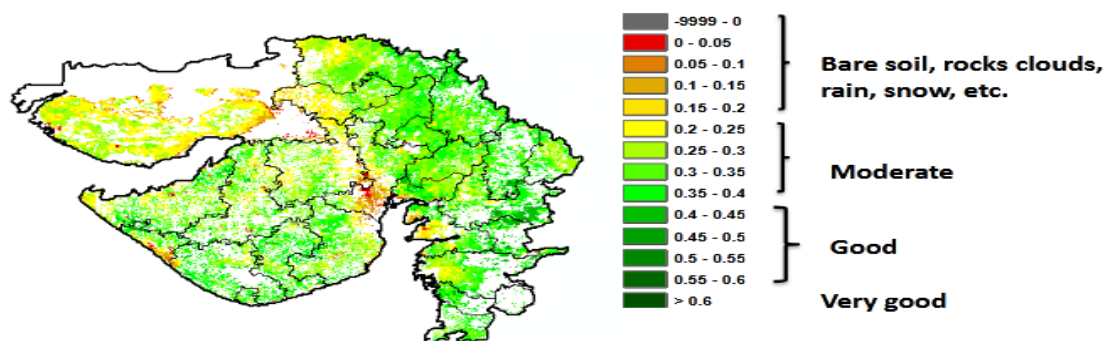 -9999 - 0
0 - 0.05
0.05 - 0.1
0.1 - 0.15
0.15 - 0.2
0.2 - 0.25
0.25 - 0.3
0.3 - 0.35
0.35 - 0.4
0.4 - 0.45
0.45 - 0.5
0.5 - 0.55
0.55 - 0.6
> 0.6
Bare soil, rocks clouds,
rain, snow, etc.
Moderate
Good
Very good